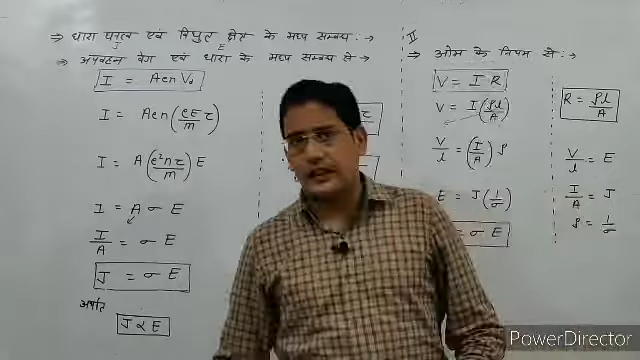 ⇒ धारा घनत्व एवं विद्युत क्षेत्र के मध्य सम्बन्ध :→
J E
⇒ अपवहन वेग एवं धारा के मध्य सम्बन्ध से :→
I = Aen V₀
I = Aen (eE/m) τ
I = A (e²nτ/m) E
I = A σ E
I/A = σ E
J = σ E
अर्थात
J ∝ E
II
→ ओम के नियम से :→
V = I R
V = I (ρl/A)
V/l = (I/A) ρ
E = J (1/σ)
= σ E
R = ρl/A
V/l = E
I/A = J
ρ = 1/σ
PowerDirector